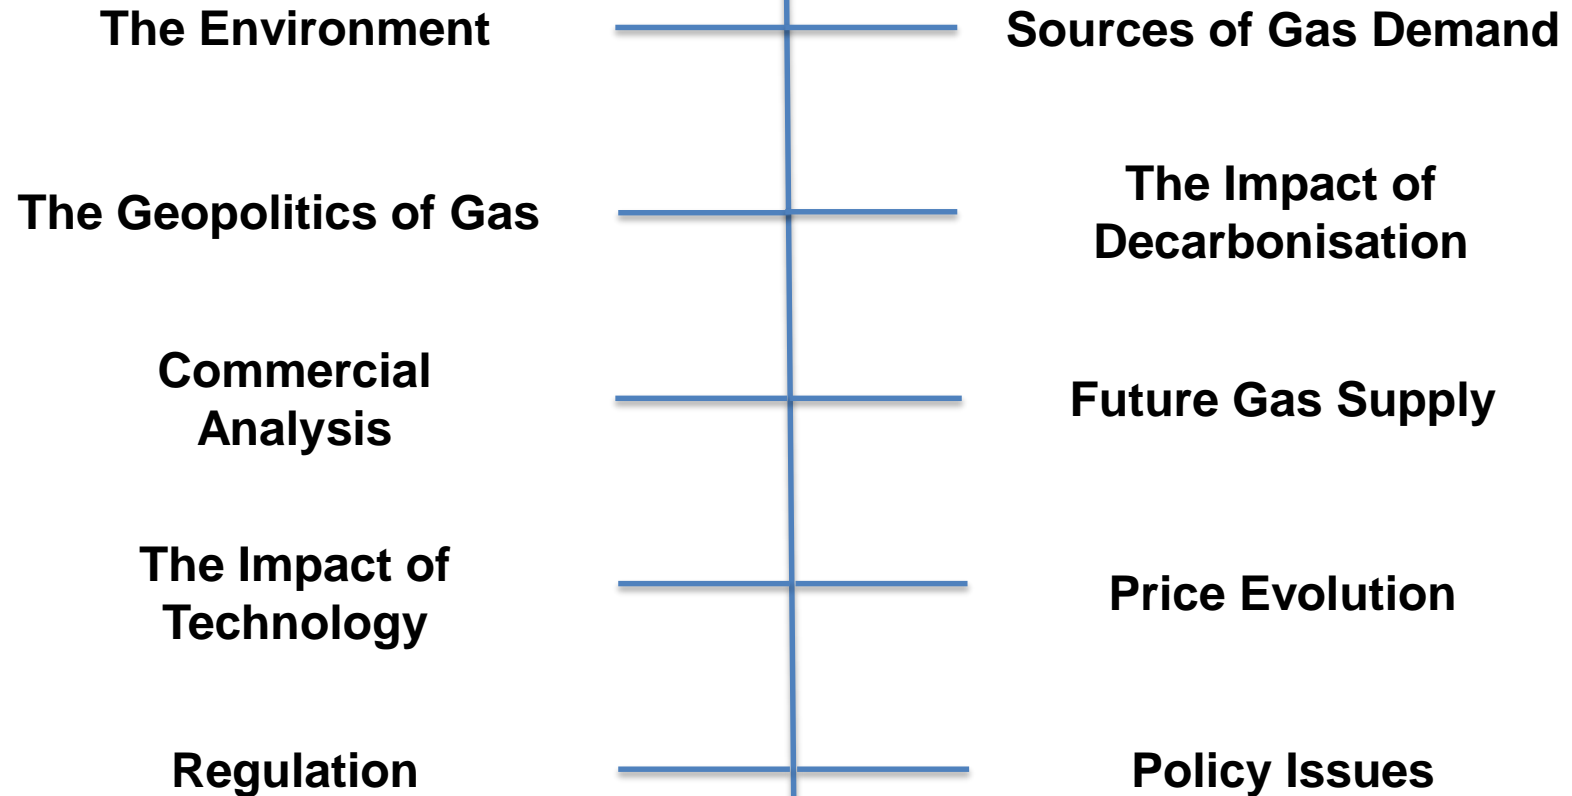 The Environment
Sources of Gas Demand
The Geopolitics of Gas
The Impact of
Decarbonisation
Commercial
Analysis
Future Gas Supply
The Impact of
Technology
Price Evolution
Regulation
Policy Issues